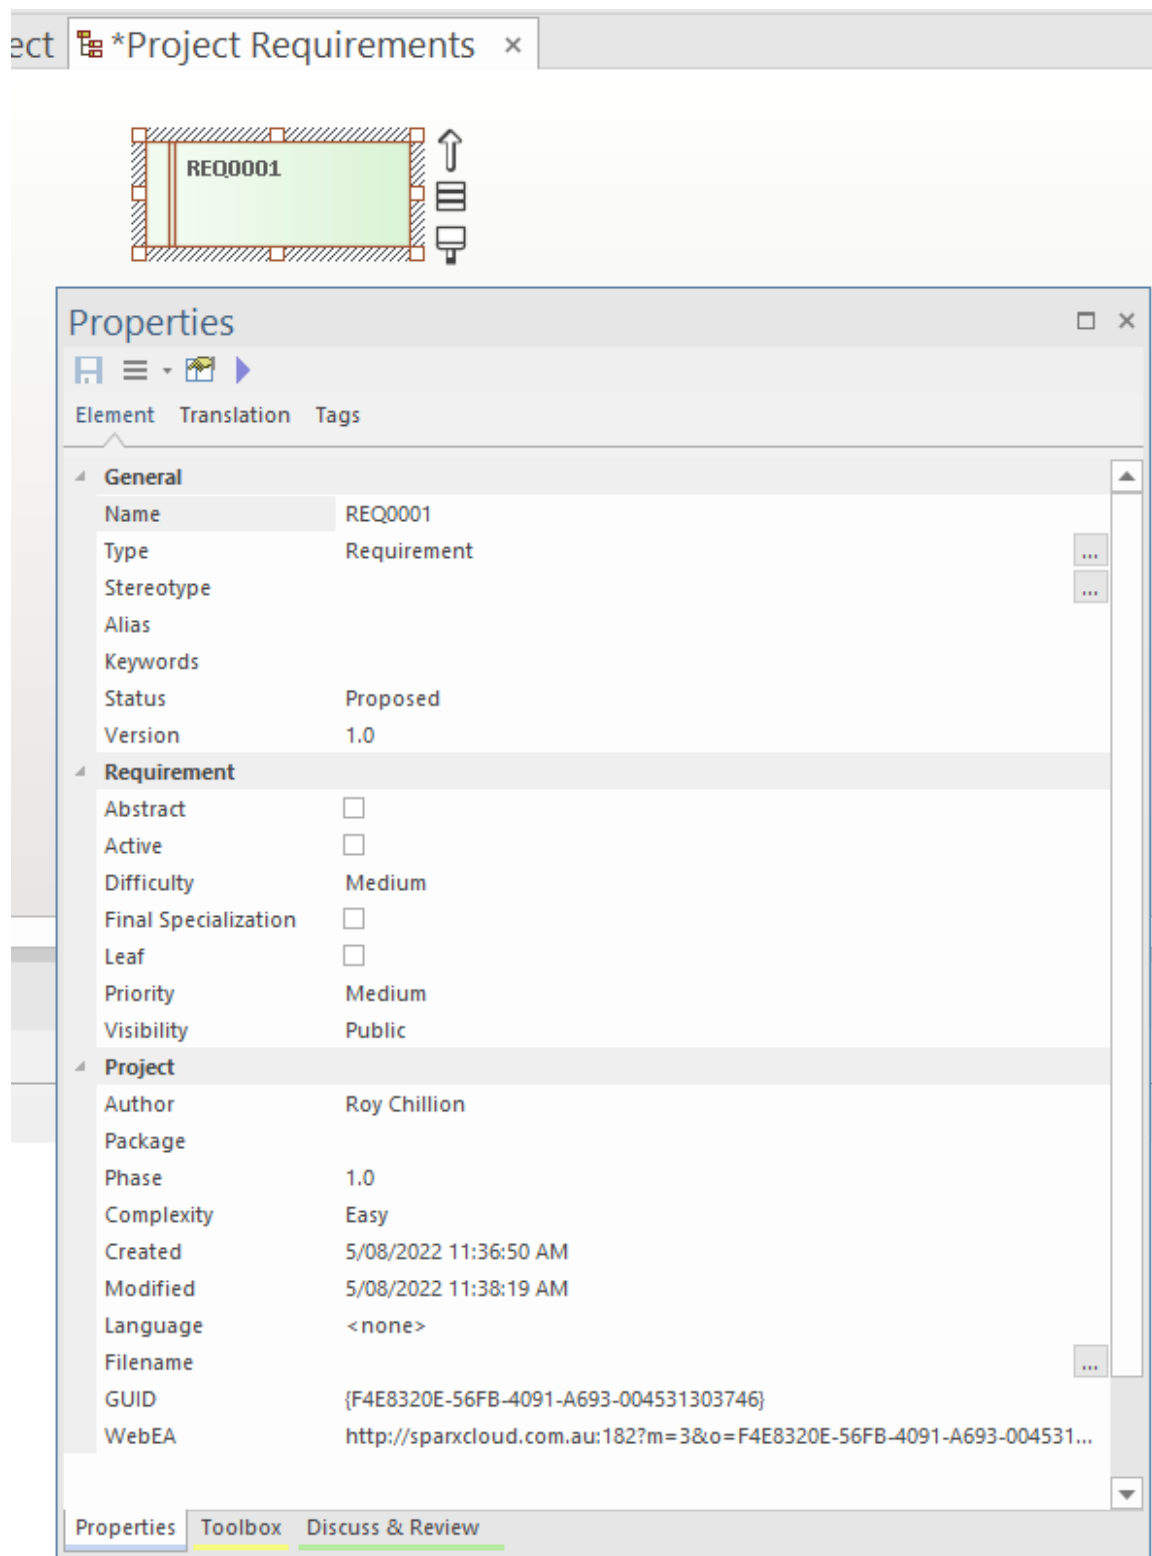 ect *Project Requirements ×
REQ0001
Properties
Element Translation Tags
General
Name REQ0001
Type Requirement ...
Stereotype ...
Alias
Keywords
Status Proposed
Version 1.0
Requirement
Abstract
Active
Difficulty Medium
Final Specialization
Leaf
Priority Medium
Visibility Public
Project
Author Roy Chillion
Package
Phase 1.0
Complexity Easy
Created 5/08/2022 11:36:50 AM
Modified 5/08/2022 11:38:19 AM
Language <none>
Filename ...
GUID {F4E8320E-56FB-4091-A693-004531303746}
WebEA http://sparxcloud.com.au:182?m=3&o=F4E8320E-56FB-4091-A693-004531...
Properties Toolbox Discuss & Review